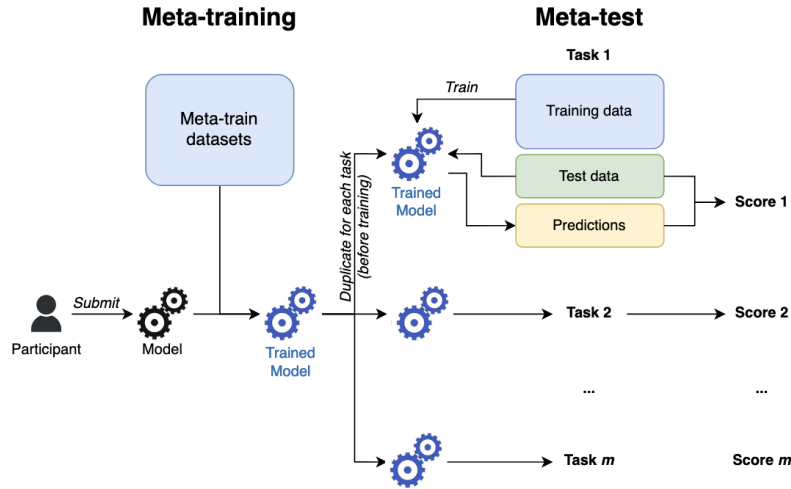 Meta-training
Meta-test
Task 1
Train
Training data
Meta-train
datasets
Trained
Model
Test data
Predictions
Score 1
Duplicate for each task
(before training)
Submit
Participant
Model
Trained
Model
Task 2
Score 2
...
...
Task m
Score m